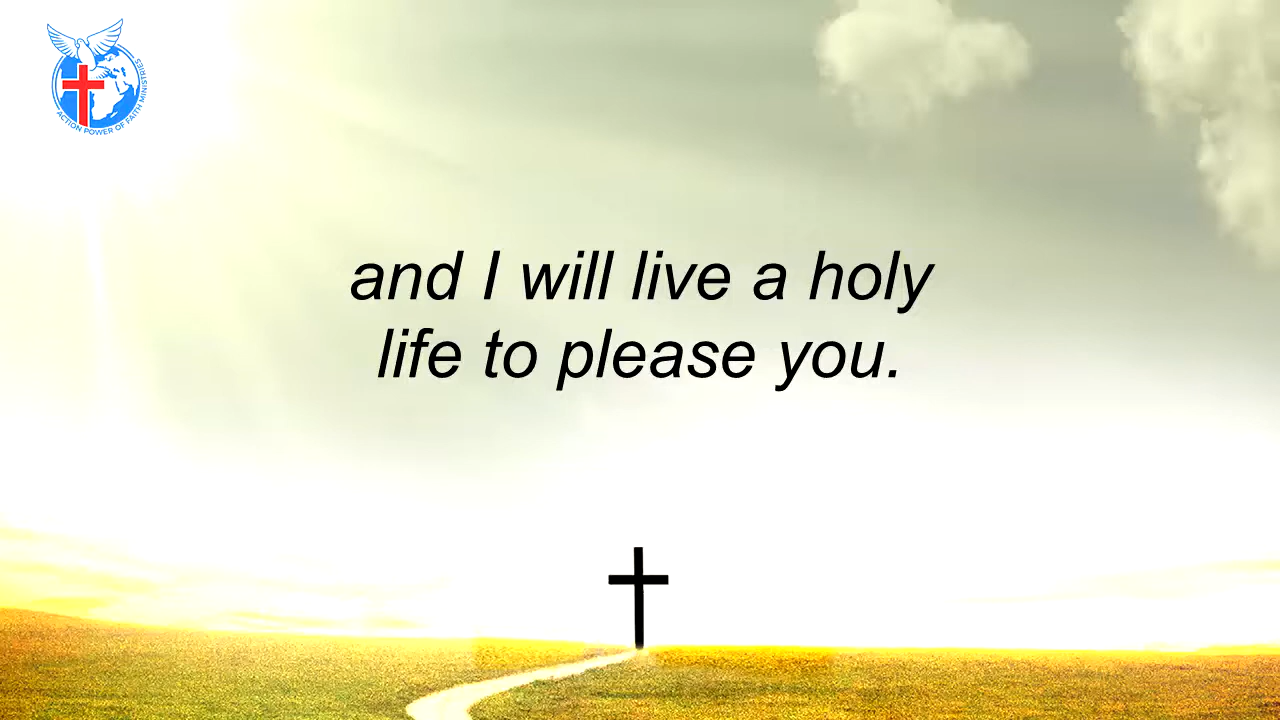 ACTION POWER OF FAITH MINISTRIES
and I will live a holy
life to please you.